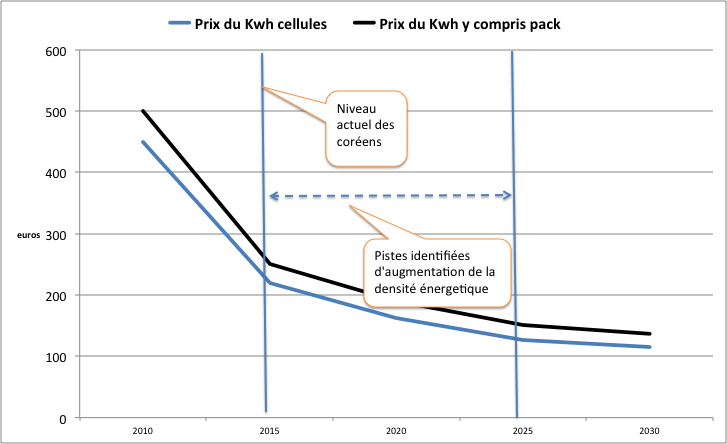 Prix du Kwh cellules
Prix du Kwh y compris pack
600
500
400
300
200
100
0
euros
Niveau
actuel des
coréens
Pistes identifiées
d'augmentation de la
densité énergetique
2010
2015
2020
2025
2030